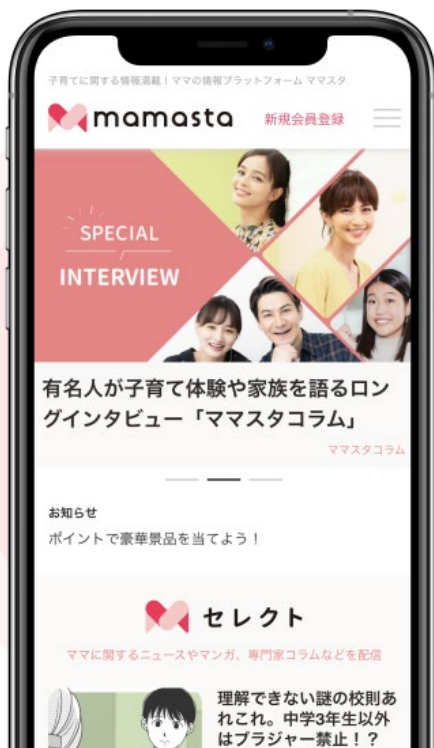 子育てに関する情報満載！ママの情報プラットフォーム ママスタ
mamasta 新規会員登録
SPECIAL
INTERVIEW
有名人が子育て体験や家族を語るロン
グインタビュー「ママスタコラム」
ママスタコラム
お知らせ
ポイントで豪華景品を当てよう！
セレクト
ママに関するニュースやマンガ、専門家コラムなどを配信
理解できない謎の校則あ
れこれ。中学3年生以外
はブラジャー禁止！？